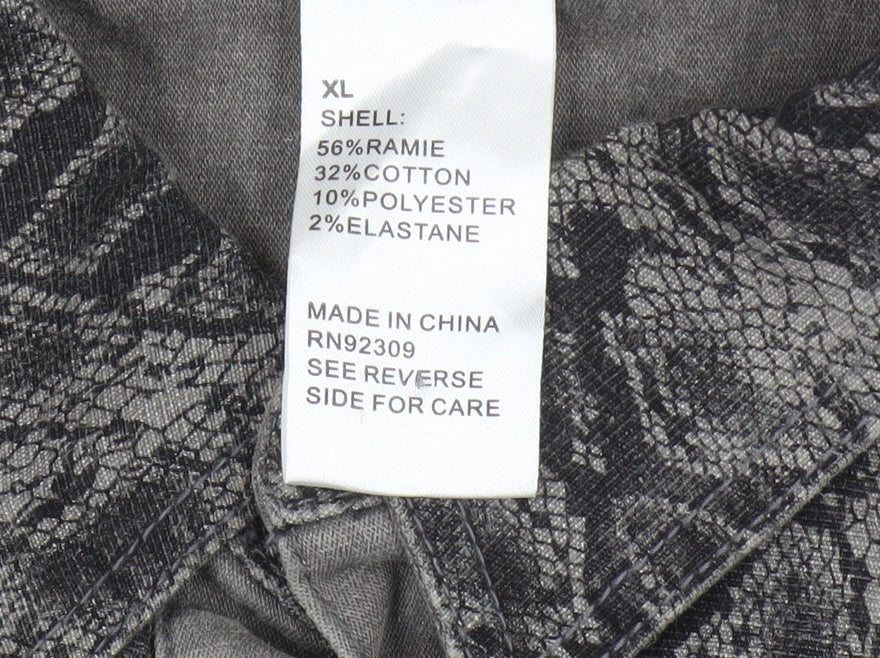 XL
SHELL:
56%RAMIE
32%COTTON
10%POLYESTER
2%ELASTANE
MADE IN CHINA
RN92309
SEE REVERSE
SIDE FOR CARE